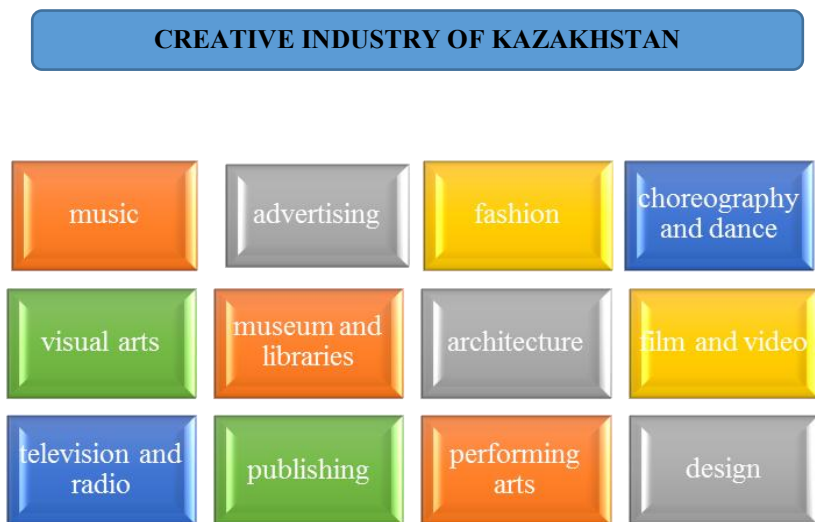 CREATIVE INDUSTRY OF KAZAKHSTAN
music
advertising
fashion
choreography
and dance
visual arts
museum and
libraries
architecture
film and video
television and
radio
publishing
performing
arts
design